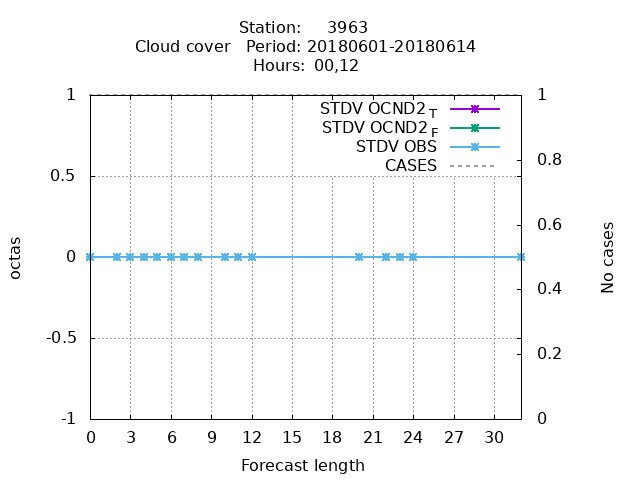 Station: 3963
Cloud cover Period: 20180601-20180614
Hours: 00,12
STDV OCND2 T
STDV OCND2 F
STDV OBS
CASES
1
0.5
0
-0.5
-1
octas
1
0.8
0.6
0.4
0.2
0
No cases
0 3 6 9 12 15 18 21 24 27 30
Forecast length